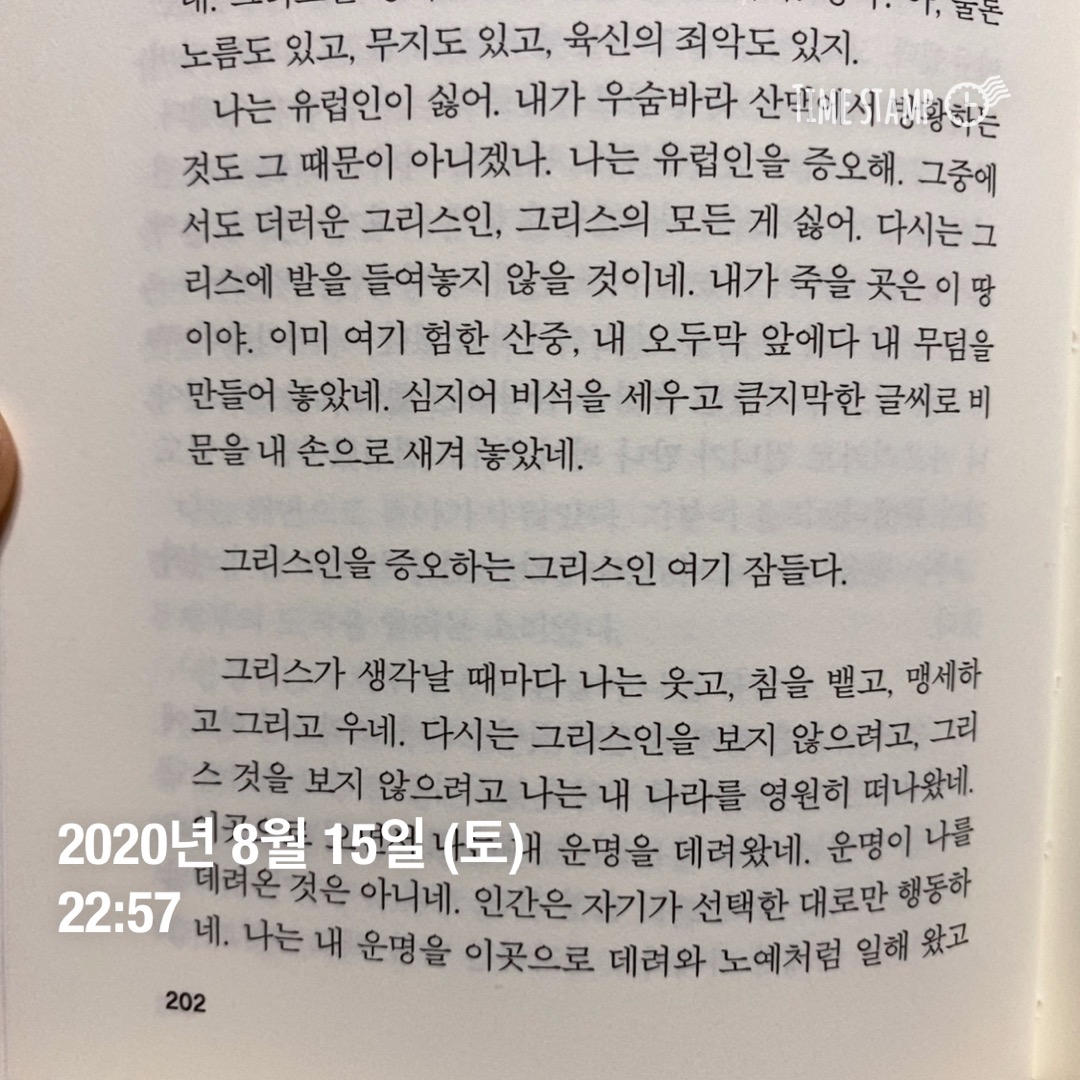 네. 그리스인
노름도 있고, 무지도 있고, 육신의 죄악도 있지.
나는 유럽인이 싫어. 내가 우숨바라 방황하는
TIME STAMP
것도 그 때문이 아니겠나. 나는 유럽인을 증오해. 그중에
서도 더러운 그리스인, 그리스의 모든 게 싫어. 다시는 그
리스에 발을 들여놓지 않을 것이네. 내가 죽을 곳은 이 땅
이야. 이미 여기 험한 산중, 내 오두막 앞에다 내 무덤을
만들어 놓았네. 심지어 비석을 세우고 큼지막한 글씨로 비
문을 내 손으로 새겨 놓았네.
그리스인을 증오하는 그리스인 여기 잠들다.
그리스가 생각날 때마다 나는 웃고, 침을 뱉고, 맹세하
고 그리고 우네. 다시는 그리스인을 보지 않으려고, 그리
스 것을 보지 않으려고 나는 내 나라를 영원히 떠나왔네.
내 운명을 데려왔네. 운명이 나를
데려온 것은 아니네. 인간은 자기가 선택한 대로만 행동하
네. 나는 내 운명을 이곳으로 데려와 노예처럼 일해 왔고
2020년 8월 15일 (토)
22:57
202